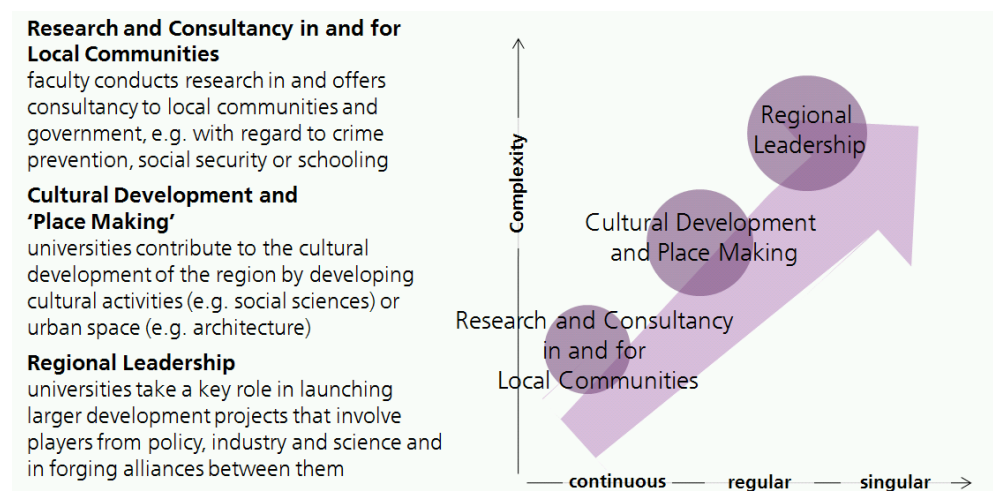 Research and Consultancy in and for
Local Communities
faculty conducts research in and offers
consultancy to local communities and
government, e.g. with regard to crime
prevention, social security or schooling
Cultural Development and
‘Place Making’
universities contribute to the cultural
development of the region by developing
cultural activities (e.g. social sciences) or
urban space (e.g. architecture)
Regional Leadership
universities take a key role in launching
larger development projects that involve
players from policy, industry and science and
in forging alliances between them
Complexity
Regional
Leadership
Cultural Development
and Place Making
Research and Consultancy
in and for
Local Communities
continuous regular singular